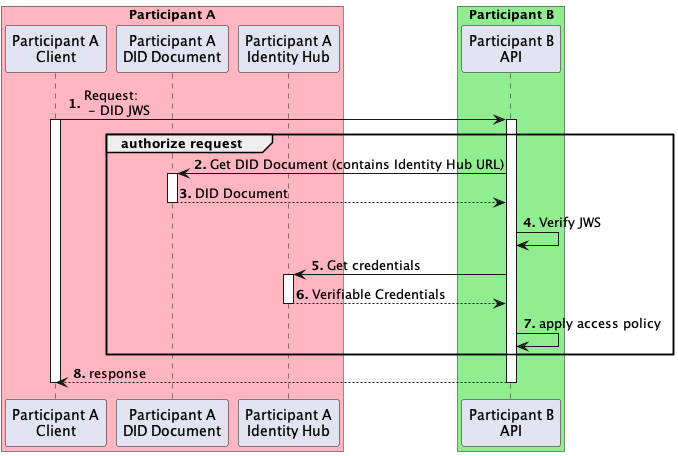 Participant A
Participant B
Participant A
Client
Participant A
DID Document
Participant A
Identity Hub
Participant B
API
1. Request:
- DID JWS
authorize request
2. Get DID Document (contains Identity Hub URL)
3. DID Document
4. Verify JWS
5. Get credentials
6. Verifiable Credentials
7. apply access policy
8. response
Participant A
Client
Participant A
DID Document
Participant A
Identity Hub
Participant B
API